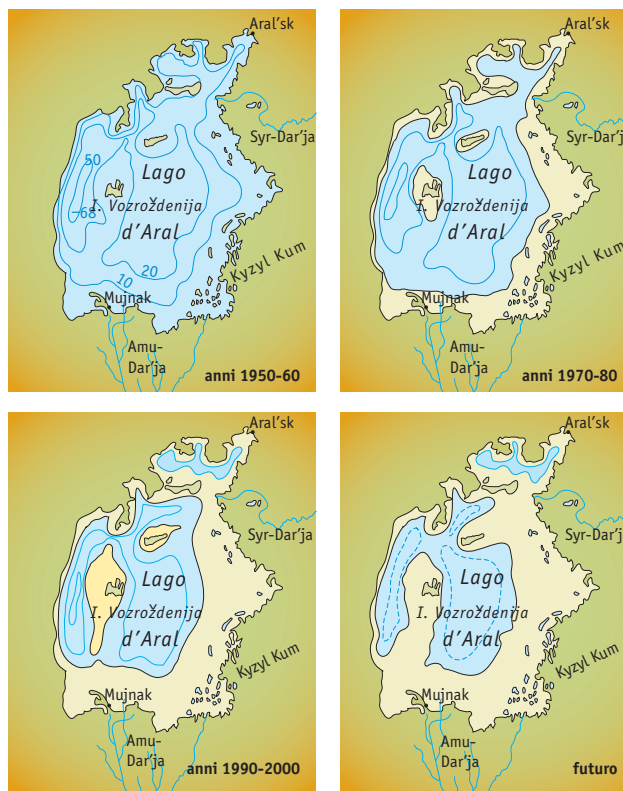 Aral'sk
Syr-Dar'ja
50
Lago
I. Vozroždenija
–68
d'Aral
Kyzyl Kum
20
10
Mujnak
Amu-
Dar'ja
anni 1950-60
Aral'sk
Syr-Dar'ja
Lago
I. Vozroždenija
d'Aral
Kyzyl Kum
Mujnak
Amu-
Dar'ja
anni 1970-80
Aral'sk
Syr-Dar'ja
Lago
I. Vozroždenija
d'Aral
Kyzyl Kum
Mujnak
Amu-
Dar'ja
anni 1990-2000
Aral'sk
Syr-Dar'ja
Lago
I. Vozroždenija
d'Aral
Kyzyl Kum
Mujnak
Amu-
Dar'ja
futuro